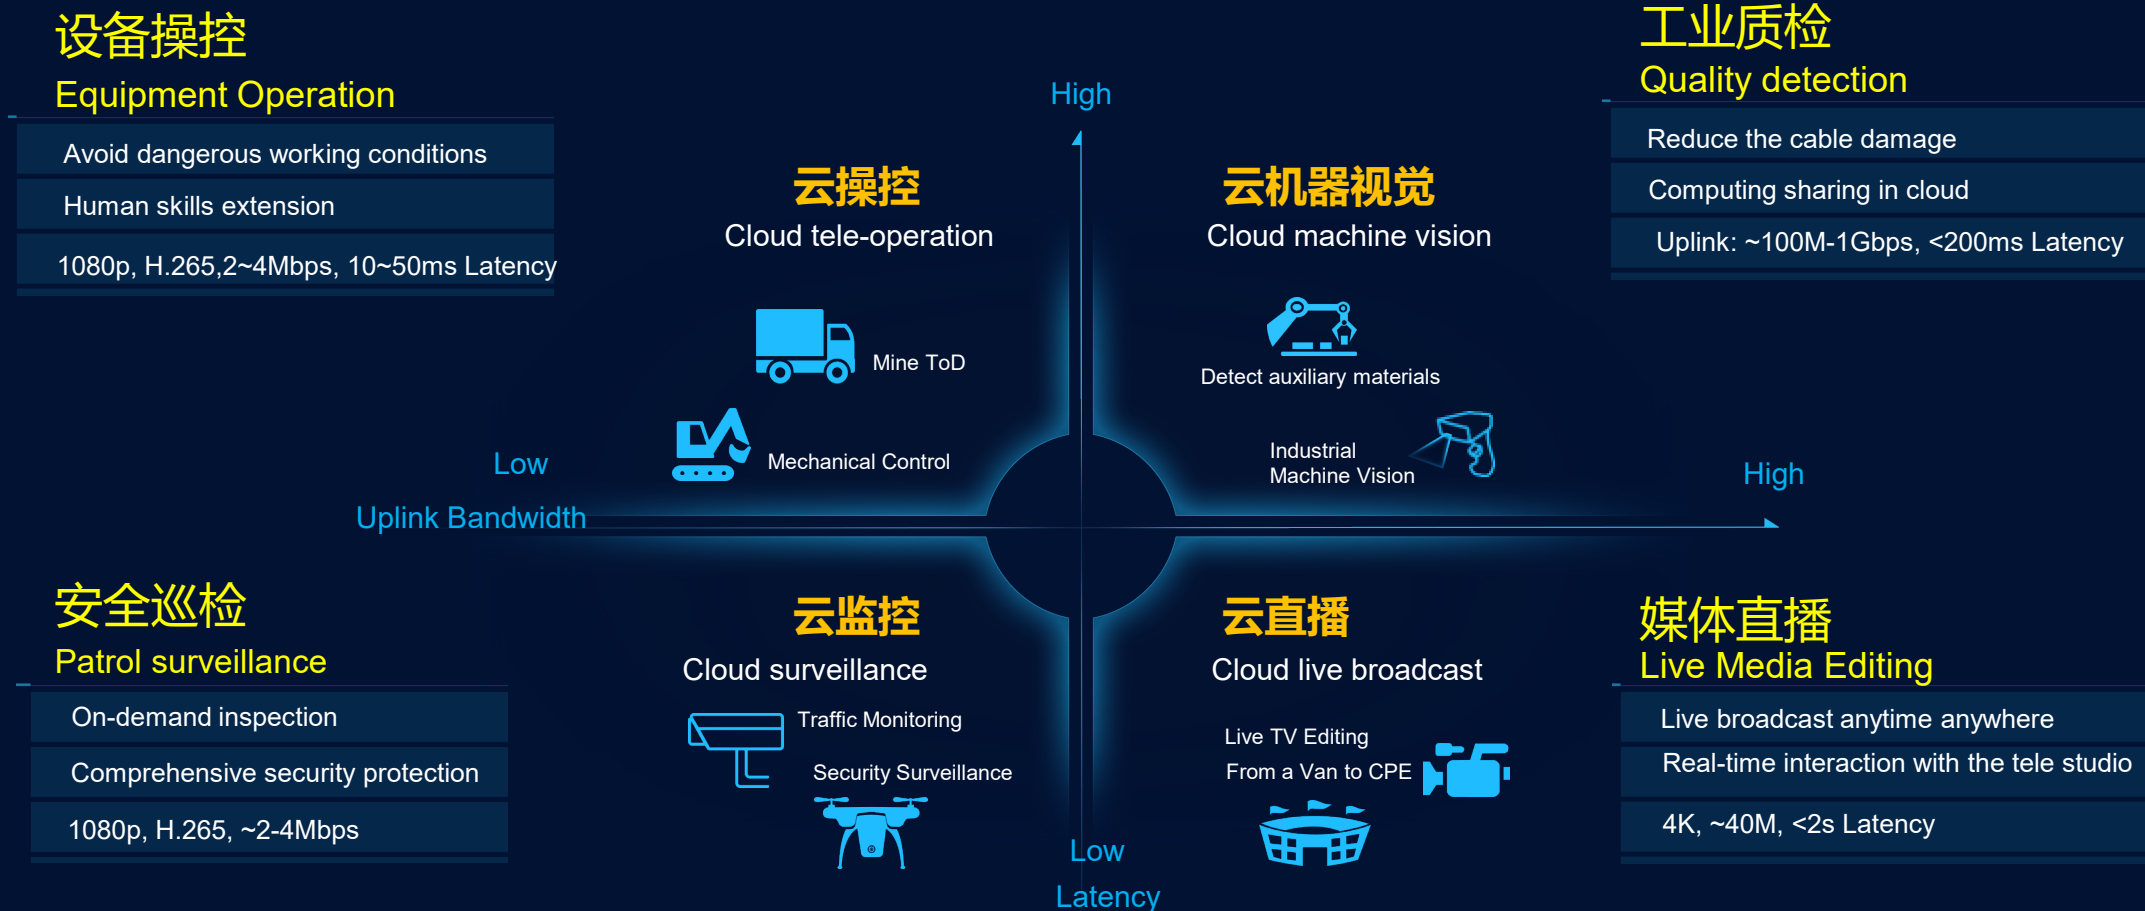 设备操控
Equipment Operation
Avoid dangerous working conditions
Human skills extension
1080p, H.265,2~4Mbps, 10~50ms Latency
工业质检
Quality detection
Reduce the cable damage
Computing sharing in cloud
Uplink: ~100M-1Gbps, <200ms Latency
High
云操控
Cloud tele-operation
Mine ToD
Mechanical Control
云机器视觉
Cloud machine vision
Detect auxiliary materials
Industrial
Machine Vision
Low
Uplink Bandwidth
High
安全巡检
Patrol surveillance
On-demand inspection
Comprehensive security protection
1080p, H.265, ~2-4Mbps
云监控
Cloud surveillance
Traffic Monitoring
Security Surveillance
云直播
Cloud live broadcast
Live TV Editing
From a Van to CPE
媒体直播
Live Media Editing
Live broadcast anytime anywhere
Real-time interaction with the tele studio
4K, ~40M, <2s Latency
Low
Latency